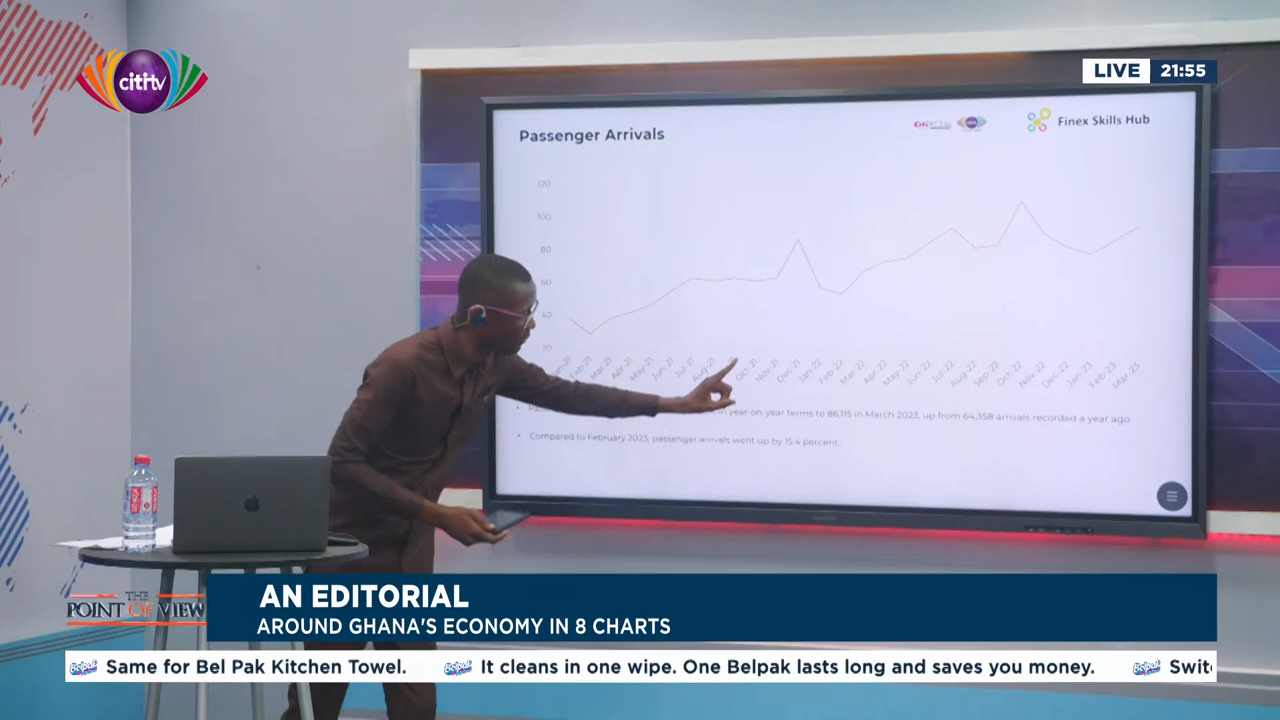 citi tv
LIVE 21:55
Passenger Arrivals
Finex Skills Hub
120
100
80
60
40
20
Feb-21 Mar-21 Apr-21 May-21 Jun-21 Jul-21 Aug-21 Oct-21 Nov-21 Dec-21 Jan-22 Feb-22 Mar-22 Apr-22 May-22 Jun-22 Jul-22 Aug-22 Sep-22 Oct-22 Nov-22 Dec-22 Jan-23 Feb-23 Mar-23
in year-on-year terms to 86,115 in March 2023, up from 64,358 arrivals recorded a year ago
• Compared to February 2023, passenger arrivals went up by 15.4 percent.
THE
POINT OF VIEW
AN EDITORIAL
AROUND GHANA'S ECONOMY IN 8 CHARTS
Belpak Same for Bel Pak Kitchen Towel. Belpak It cleans in one wipe. One Belpak lasts long and saves you money. Belpak Swit